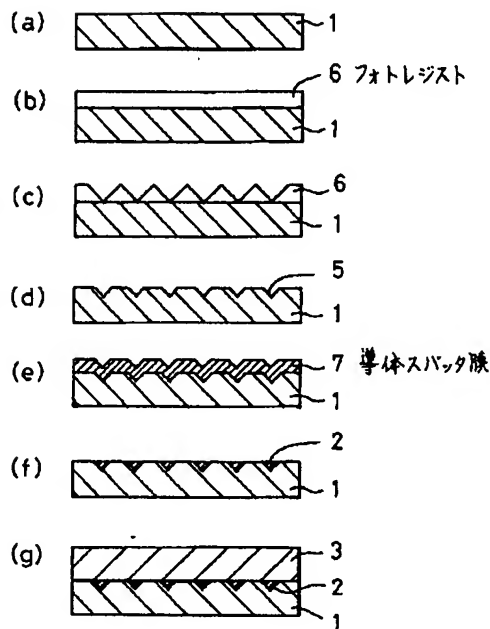 (a) 1
6 フォトレジスト
(b) 1
(c) 6
1
(d) 5
1
(e) 7 導体スパッタ膜
1
(f) 2
1
(g) 3
2
1